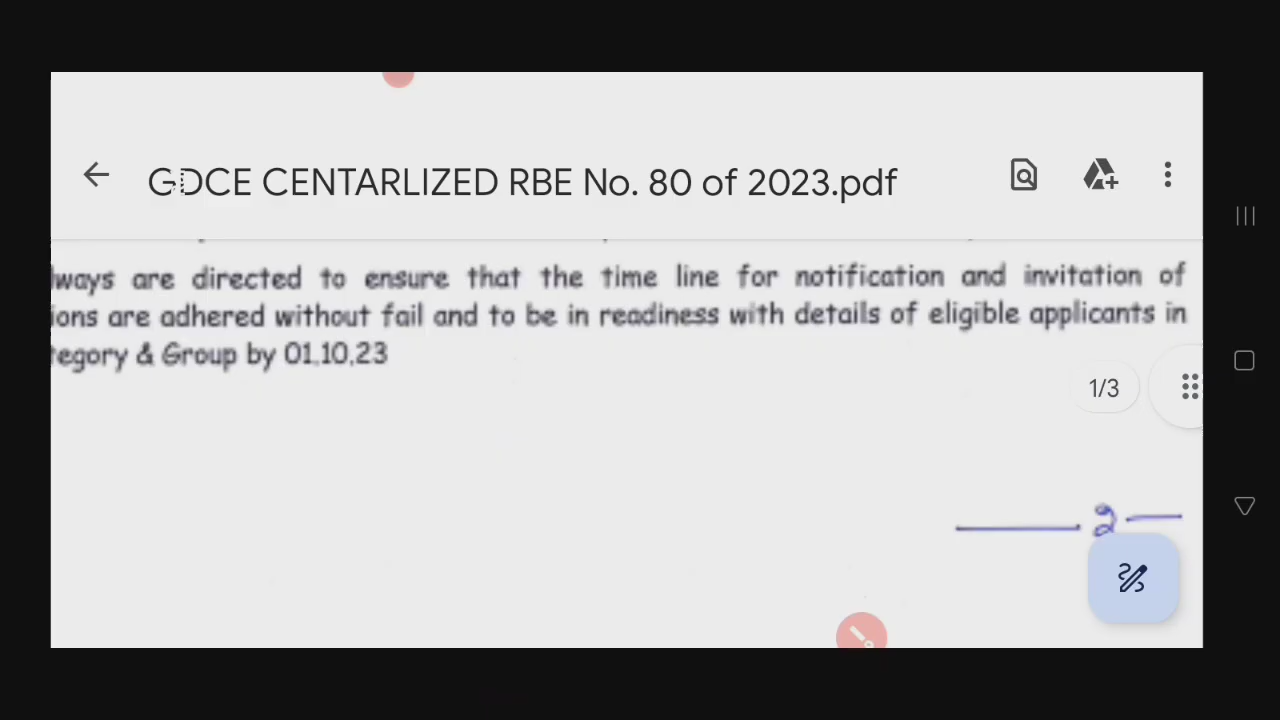 GDCE CENTARLIZED RBE No. 80 of 2023.pdf
lways are directed to ensure that the time line for notification and invitation of
ions are adhered without fail and to be in readiness with details of eligible applicants in
tegory & Group by 01.10.23
1/3
2